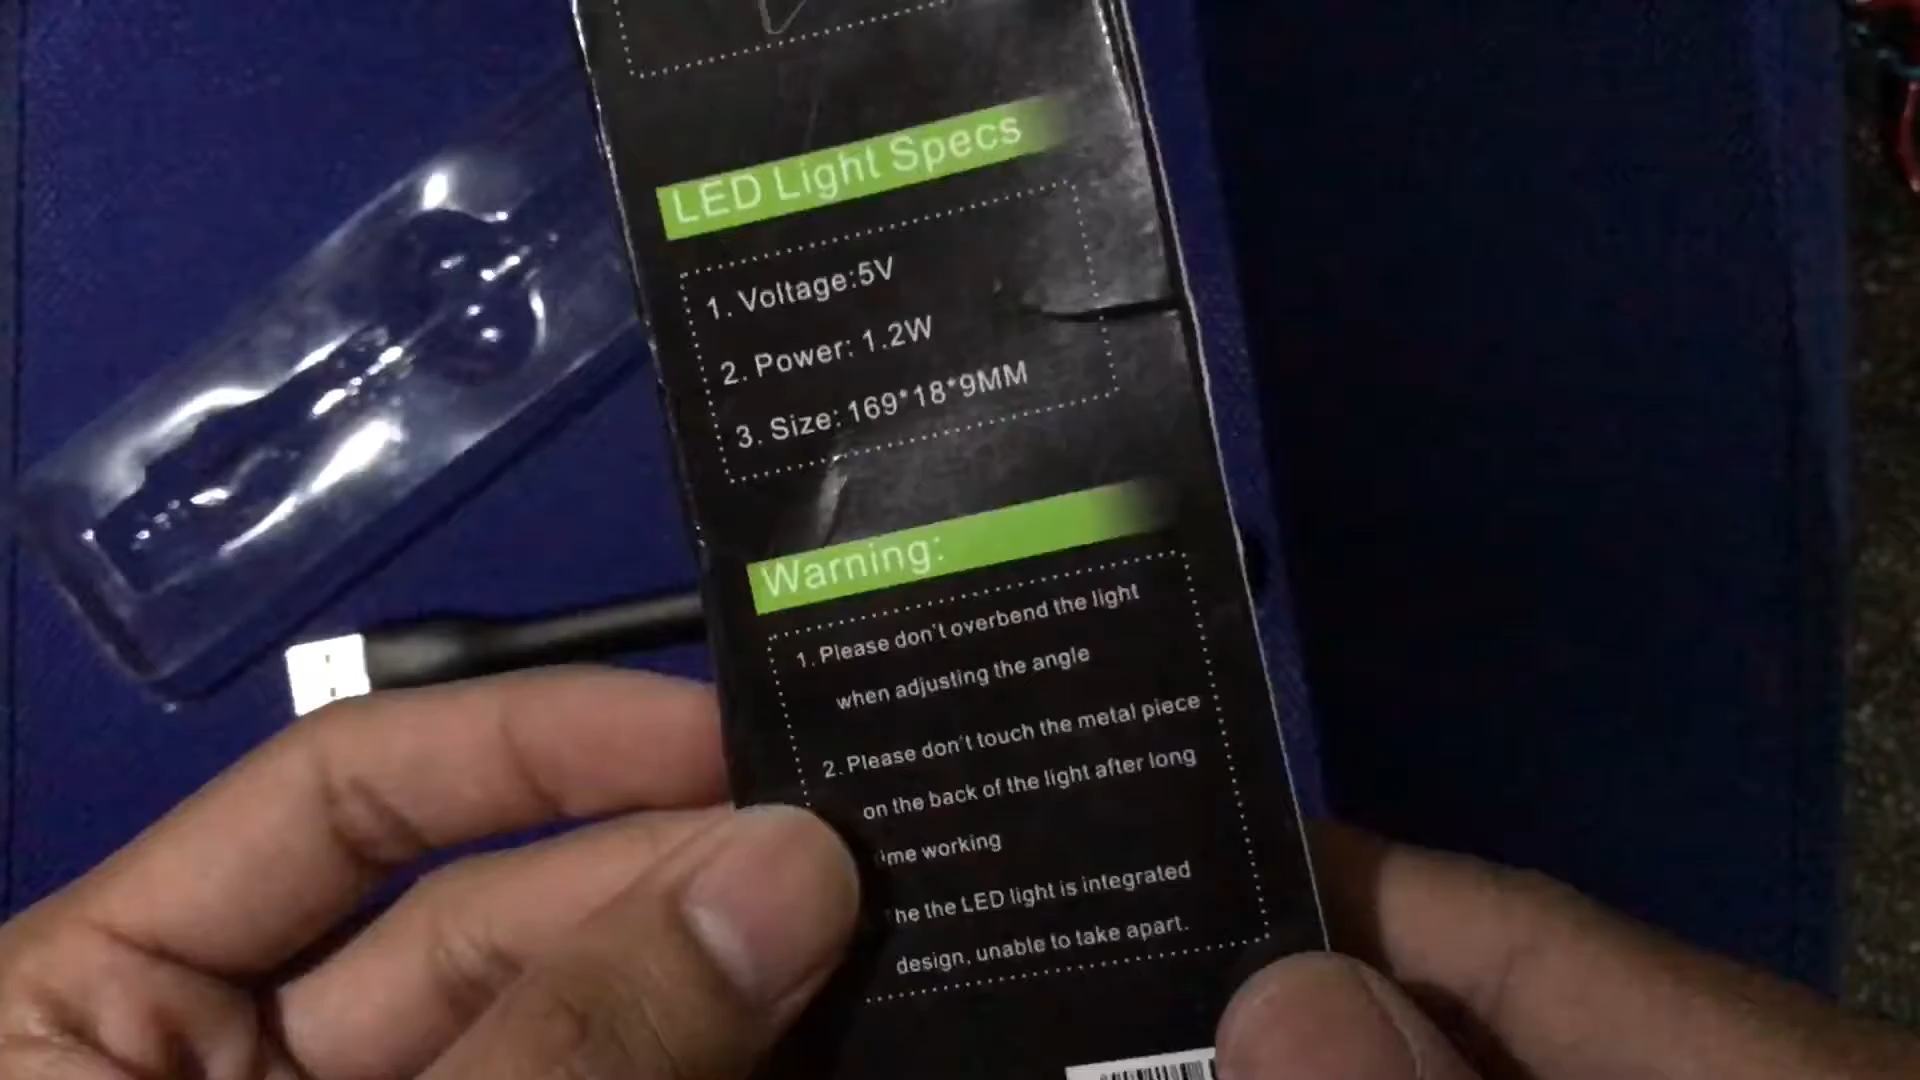 LED Light Specs
1. Voltage:5V
2. Power: 1.2W
3. Size: 169*18*9MM
Warning:
1. Please don't overbend the light
when adjusting the angle
2. Please don't touch the metal piece
on the back of the light after long
ime working
he the LED light is integrated
design, unable to take apart.